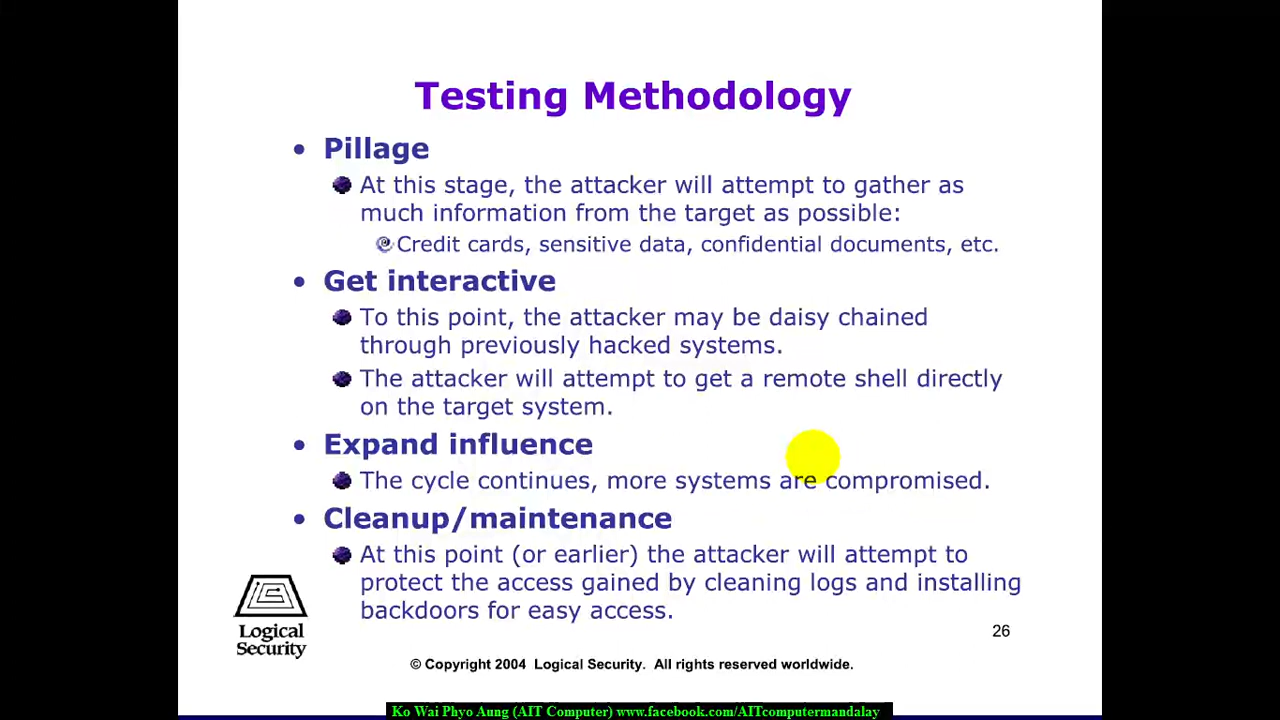 Testing Methodology
• Pillage
At this stage, the attacker will attempt to gather as
much information from the target as possible:
Credit cards, sensitive data, confidential documents, etc.
• Get interactive
To this point, the attacker may be daisy chained
through previously hacked systems.
The attacker will attempt to get a remote shell directly
on the target system.
• Expand influence
The cycle continues, more systems are compromised.
• Cleanup/maintenance
At this point (or earlier) the attacker will attempt to
protect the access gained by cleaning logs and installing
backdoors for easy access.
Logical
Security
26
© Copyright 2004 Logical Security. All rights reserved worldwide.
Ko Wai Phyo Aung (AIT Computer) www.facebook.com/AITcomputermandalay